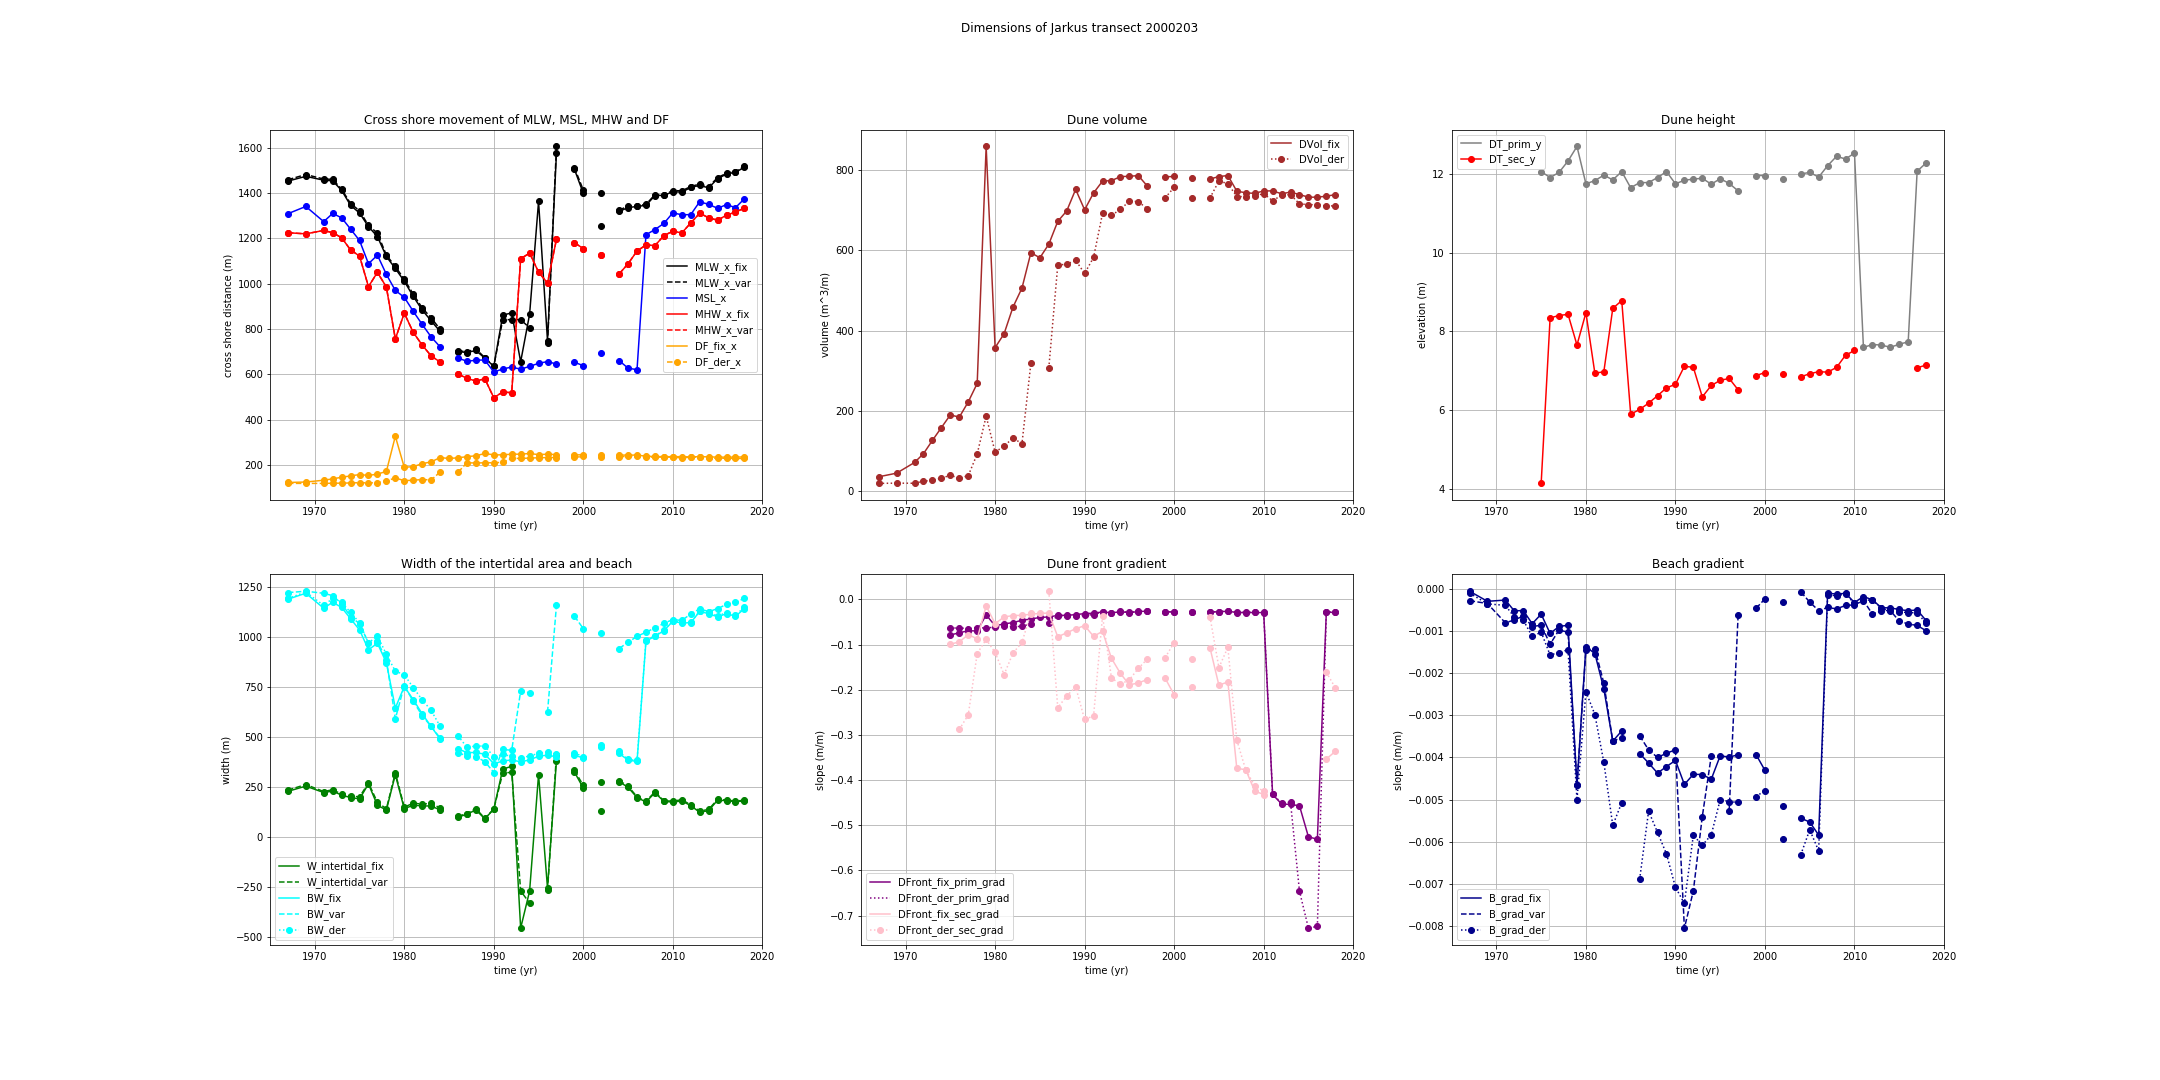 Dimensions of Jarkus transect 2000203
Cross shore movement of MLW, MSL, MHW and DF
cross shore distance (m)
1600
1400
1200
1000
800
600
400
200
MLW_x_fix
MLW_x_var
MSL_x
MHW_x_fix
MHW_x_var
DF_fix_x
DF_der_x
1970 1980 1990 2000 2010 2020
time (yr)
Dune volume
volume (m^3/m)
800
600
400
200
0
DVol_fix
DVol_der
1970 1980 1990 2000 2010 2020
time (yr)
Dune height
elevation (m)
12
10
8
6
4
DT_prim_y
DT_sec_y
1970 1980 1990 2000 2010 2020
time (yr)
Width of the intertidal area and beach
width (m)
1250
1000
750
500
250
0
−250
−500
W_intertidal_fix
W_intertidal_var
BW_fix
BW_var
BW_der
1970 1980 1990 2000 2010 2020
time (yr)
Dune front gradient
slope (m/m)
0.0
−0.1
−0.2
−0.3
−0.4
−0.5
−0.6
−0.7
DFront_fix_prim_grad
DFront_der_prim_grad
DFront_fix_sec_grad
DFront_der_sec_grad
1970 1980 1990 2000 2010 2020
time (yr)
Beach gradient
slope (m/m)
0.000
−0.001
−0.002
−0.003
−0.004
−0.005
−0.006
−0.007
−0.008
B_grad_fix
B_grad_var
B_grad_der
1970 1980 1990 2000 2010 2020
time (yr)